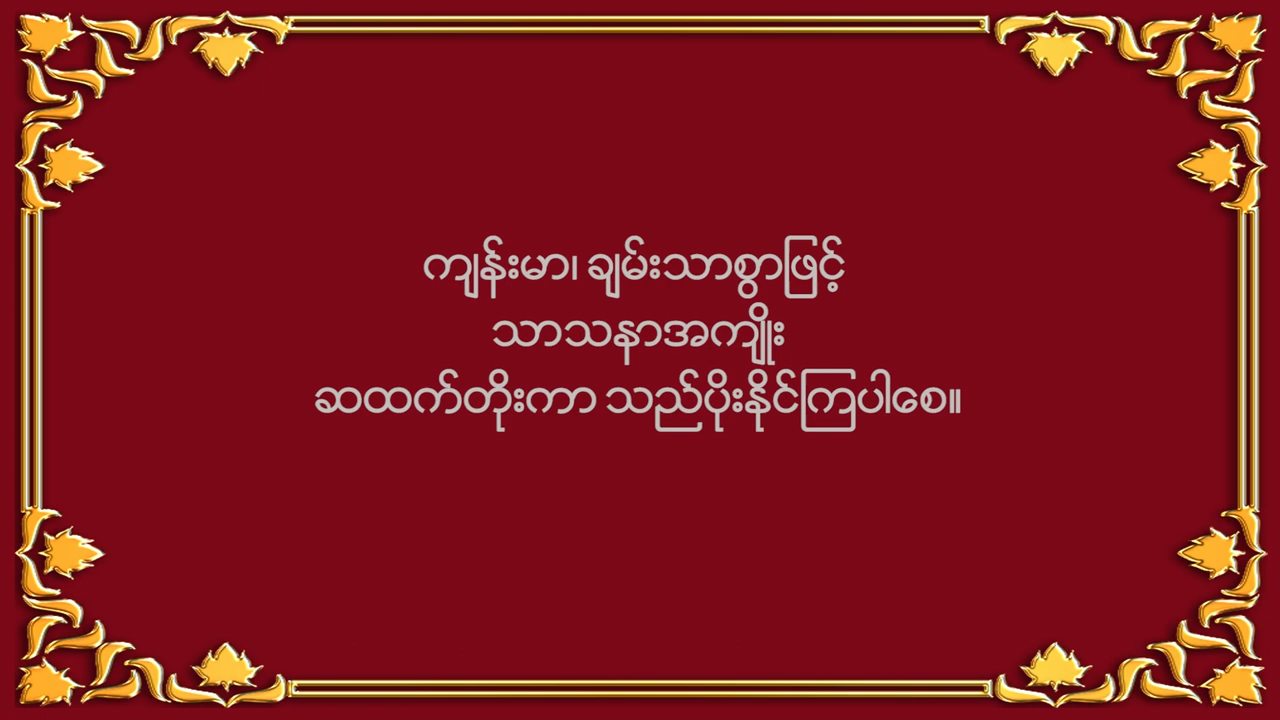 ကျန်းမာ၊ ချမ်းသာစွာဖြင့်
သာသနာအကျိုး
ဆထက်တိုးကာ သည်ပိုးနိုင်ကြပါစေ။